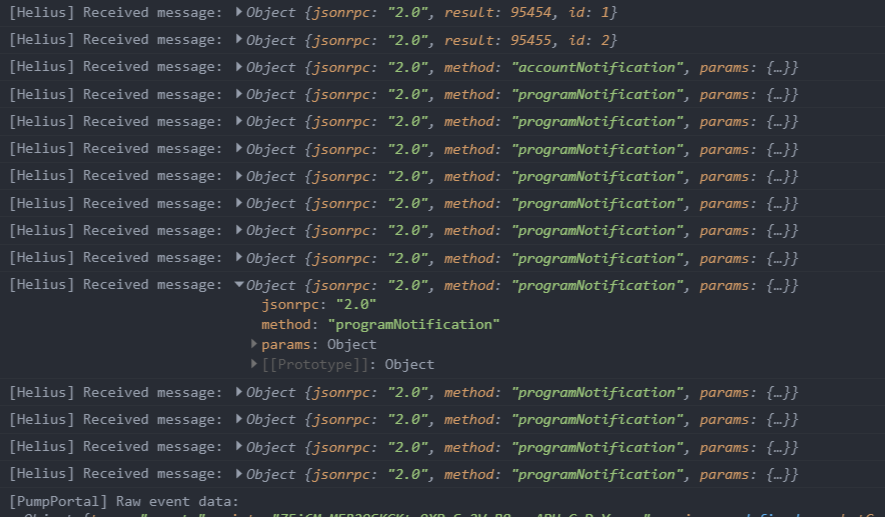 [Helius] Received message: ▶Object {jsonrpc: "2.0", result: 95454, id: 1}
[Helius] Received message: ▶Object {jsonrpc: "2.0", result: 95455, id: 2}
[Helius] Received message: ▶Object {jsonrpc: "2.0", method: "accountNotification", params: {…}}
[Helius] Received message: ▶Object {jsonrpc: "2.0", method: "programNotification", params: {…}}
[Helius] Received message: ▶Object {jsonrpc: "2.0", method: "programNotification", params: {…}}
[Helius] Received message: ▶Object {jsonrpc: "2.0", method: "programNotification", params: {…}}
[Helius] Received message: ▶Object {jsonrpc: "2.0", method: "programNotification", params: {…}}
[Helius] Received message: ▶Object {jsonrpc: "2.0", method: "programNotification", params: {…}}
[Helius] Received message: ▶Object {jsonrpc: "2.0", method: "programNotification", params: {…}}
[Helius] Received message: ▶Object {jsonrpc: "2.0", method: "programNotification", params: {…}}
[Helius] Received message: ▼Object {jsonrpc: "2.0", method: "programNotification", params: {…}}
jsonrpc: "2.0"
method: "programNotification"
▶params: Object
▶[[Prototype]]: Object
[Helius] Received message: ▶Object {jsonrpc: "2.0", method: "programNotification", params: {…}}
[Helius] Received message: ▶Object {jsonrpc: "2.0", method: "programNotification", params: {…}}
[Helius] Received message: ▶Object {jsonrpc: "2.0", method: "programNotification", params: {…}}
[Helius] Received message: ▶Object {jsonrpc: "2.0", method: "programNotification", params: {…}}
[PumpPortal] Raw event data: